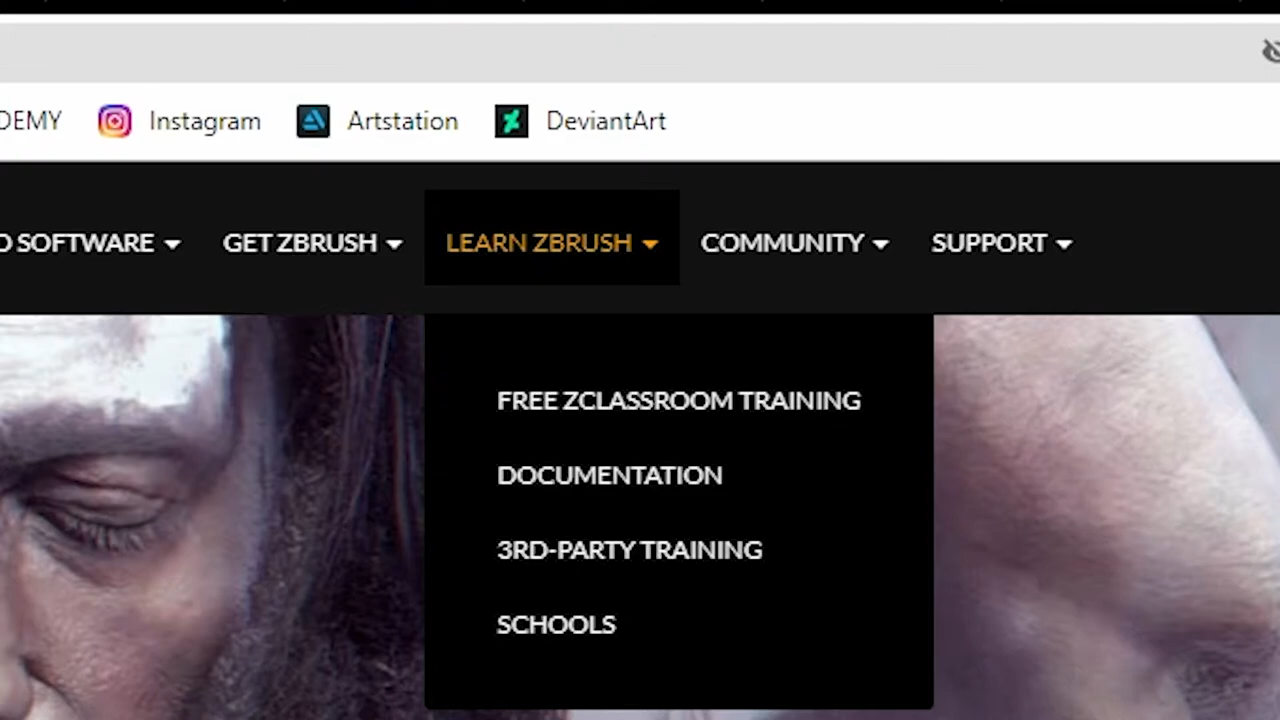 DEMY Instagram Artstation DeviantArt
SOFTWARE GET ZBRUSH LEARN ZBRUSH COMMUNITY SUPPORT
FREE ZCLASSROOM TRAINING
DOCUMENTATION
3RD-PARTY TRAINING
SCHOOLS